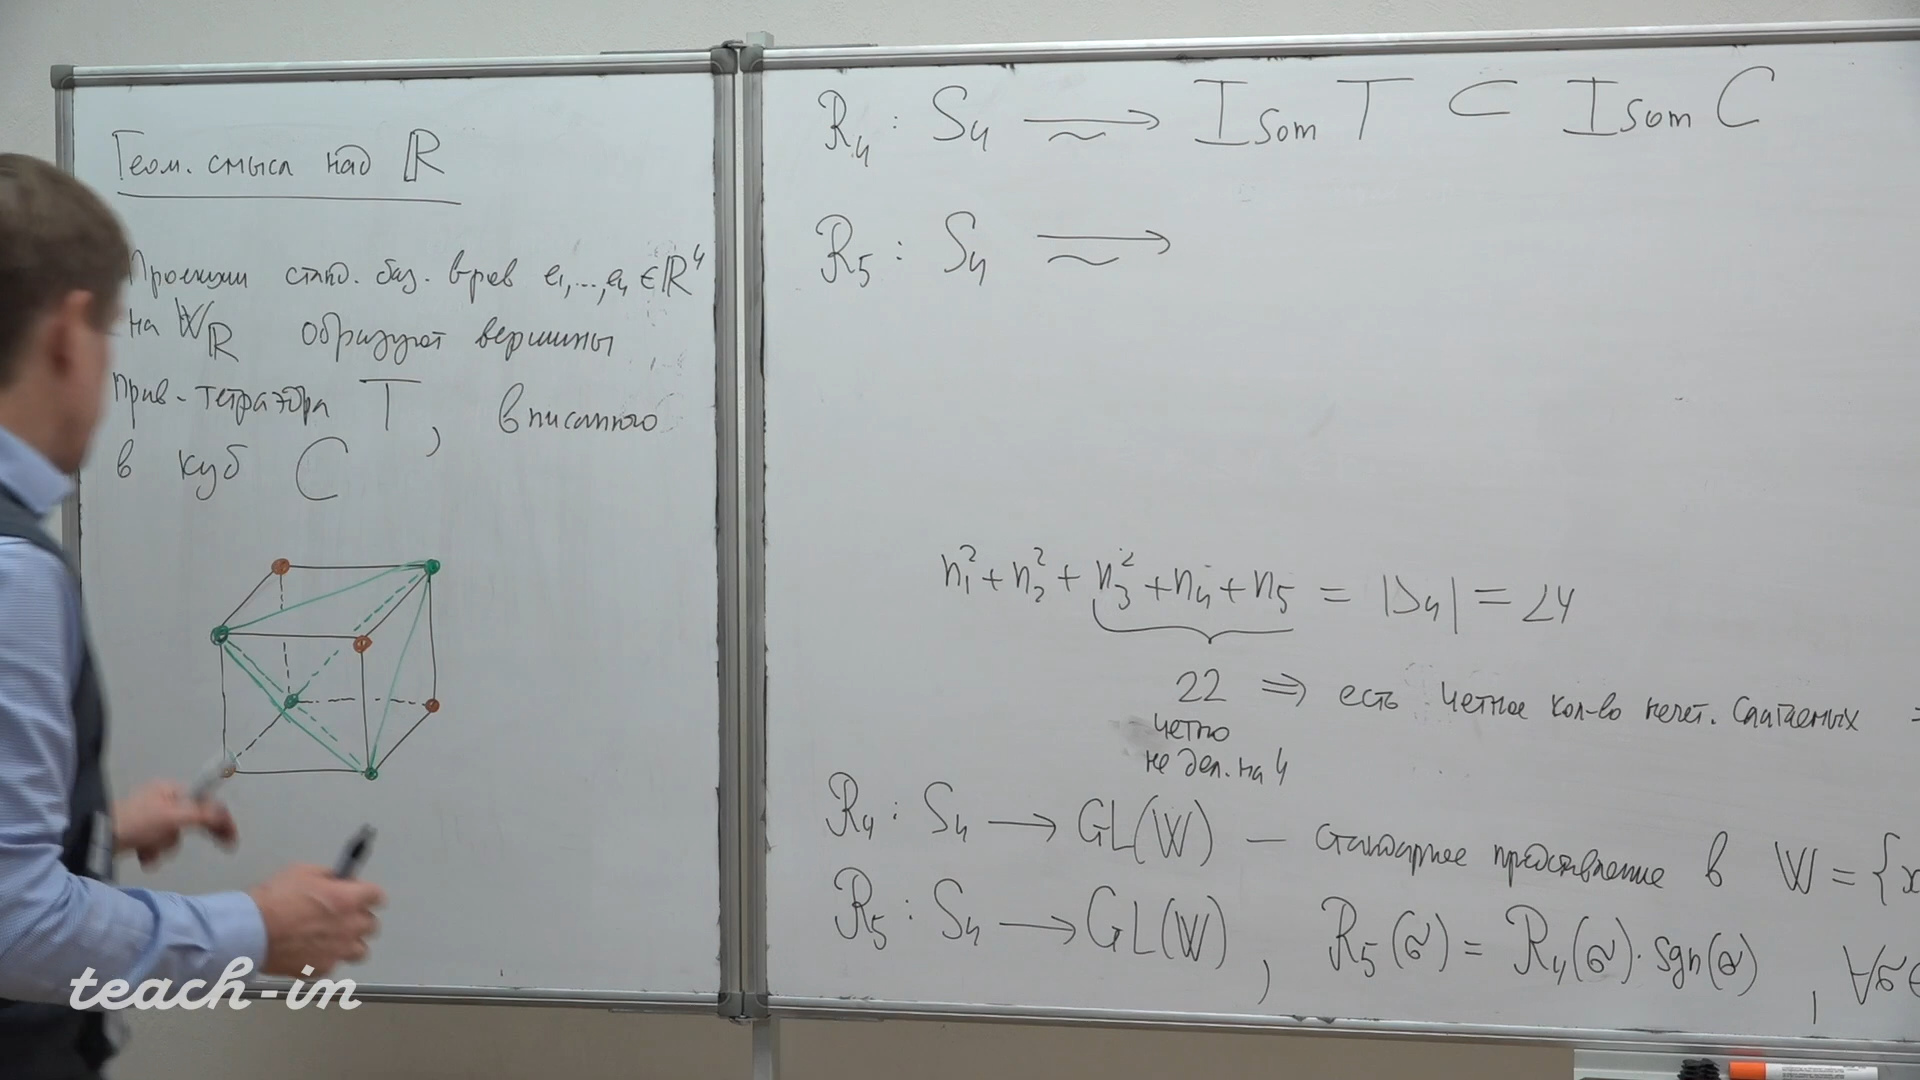 Геом. смысл над ℝ
Проекции станд. баз. в-ров e₁,...,e₄ ∈ ℝ⁴
на W_ℝ образуют вершины
прав. тетраэдра T, вписанного
в куб C
R₄ : S₄ ⥲ Isom T ⊂ Isom C
R₅ : S₄ ⥲
n₁² + n₂² + n₃² + n₄ + n₅ = |S₄| = 24
22 ⇒ есть четное кол-во нечет. слагаемых
четно
не дел. на 4
R₄ : S₄ → GL(W) — стандартное представление в W = {x
R₅ : S₄ → GL(W), R₅(σ) = R₄(σ)·sgn(σ), ∀σ∈
teach-in